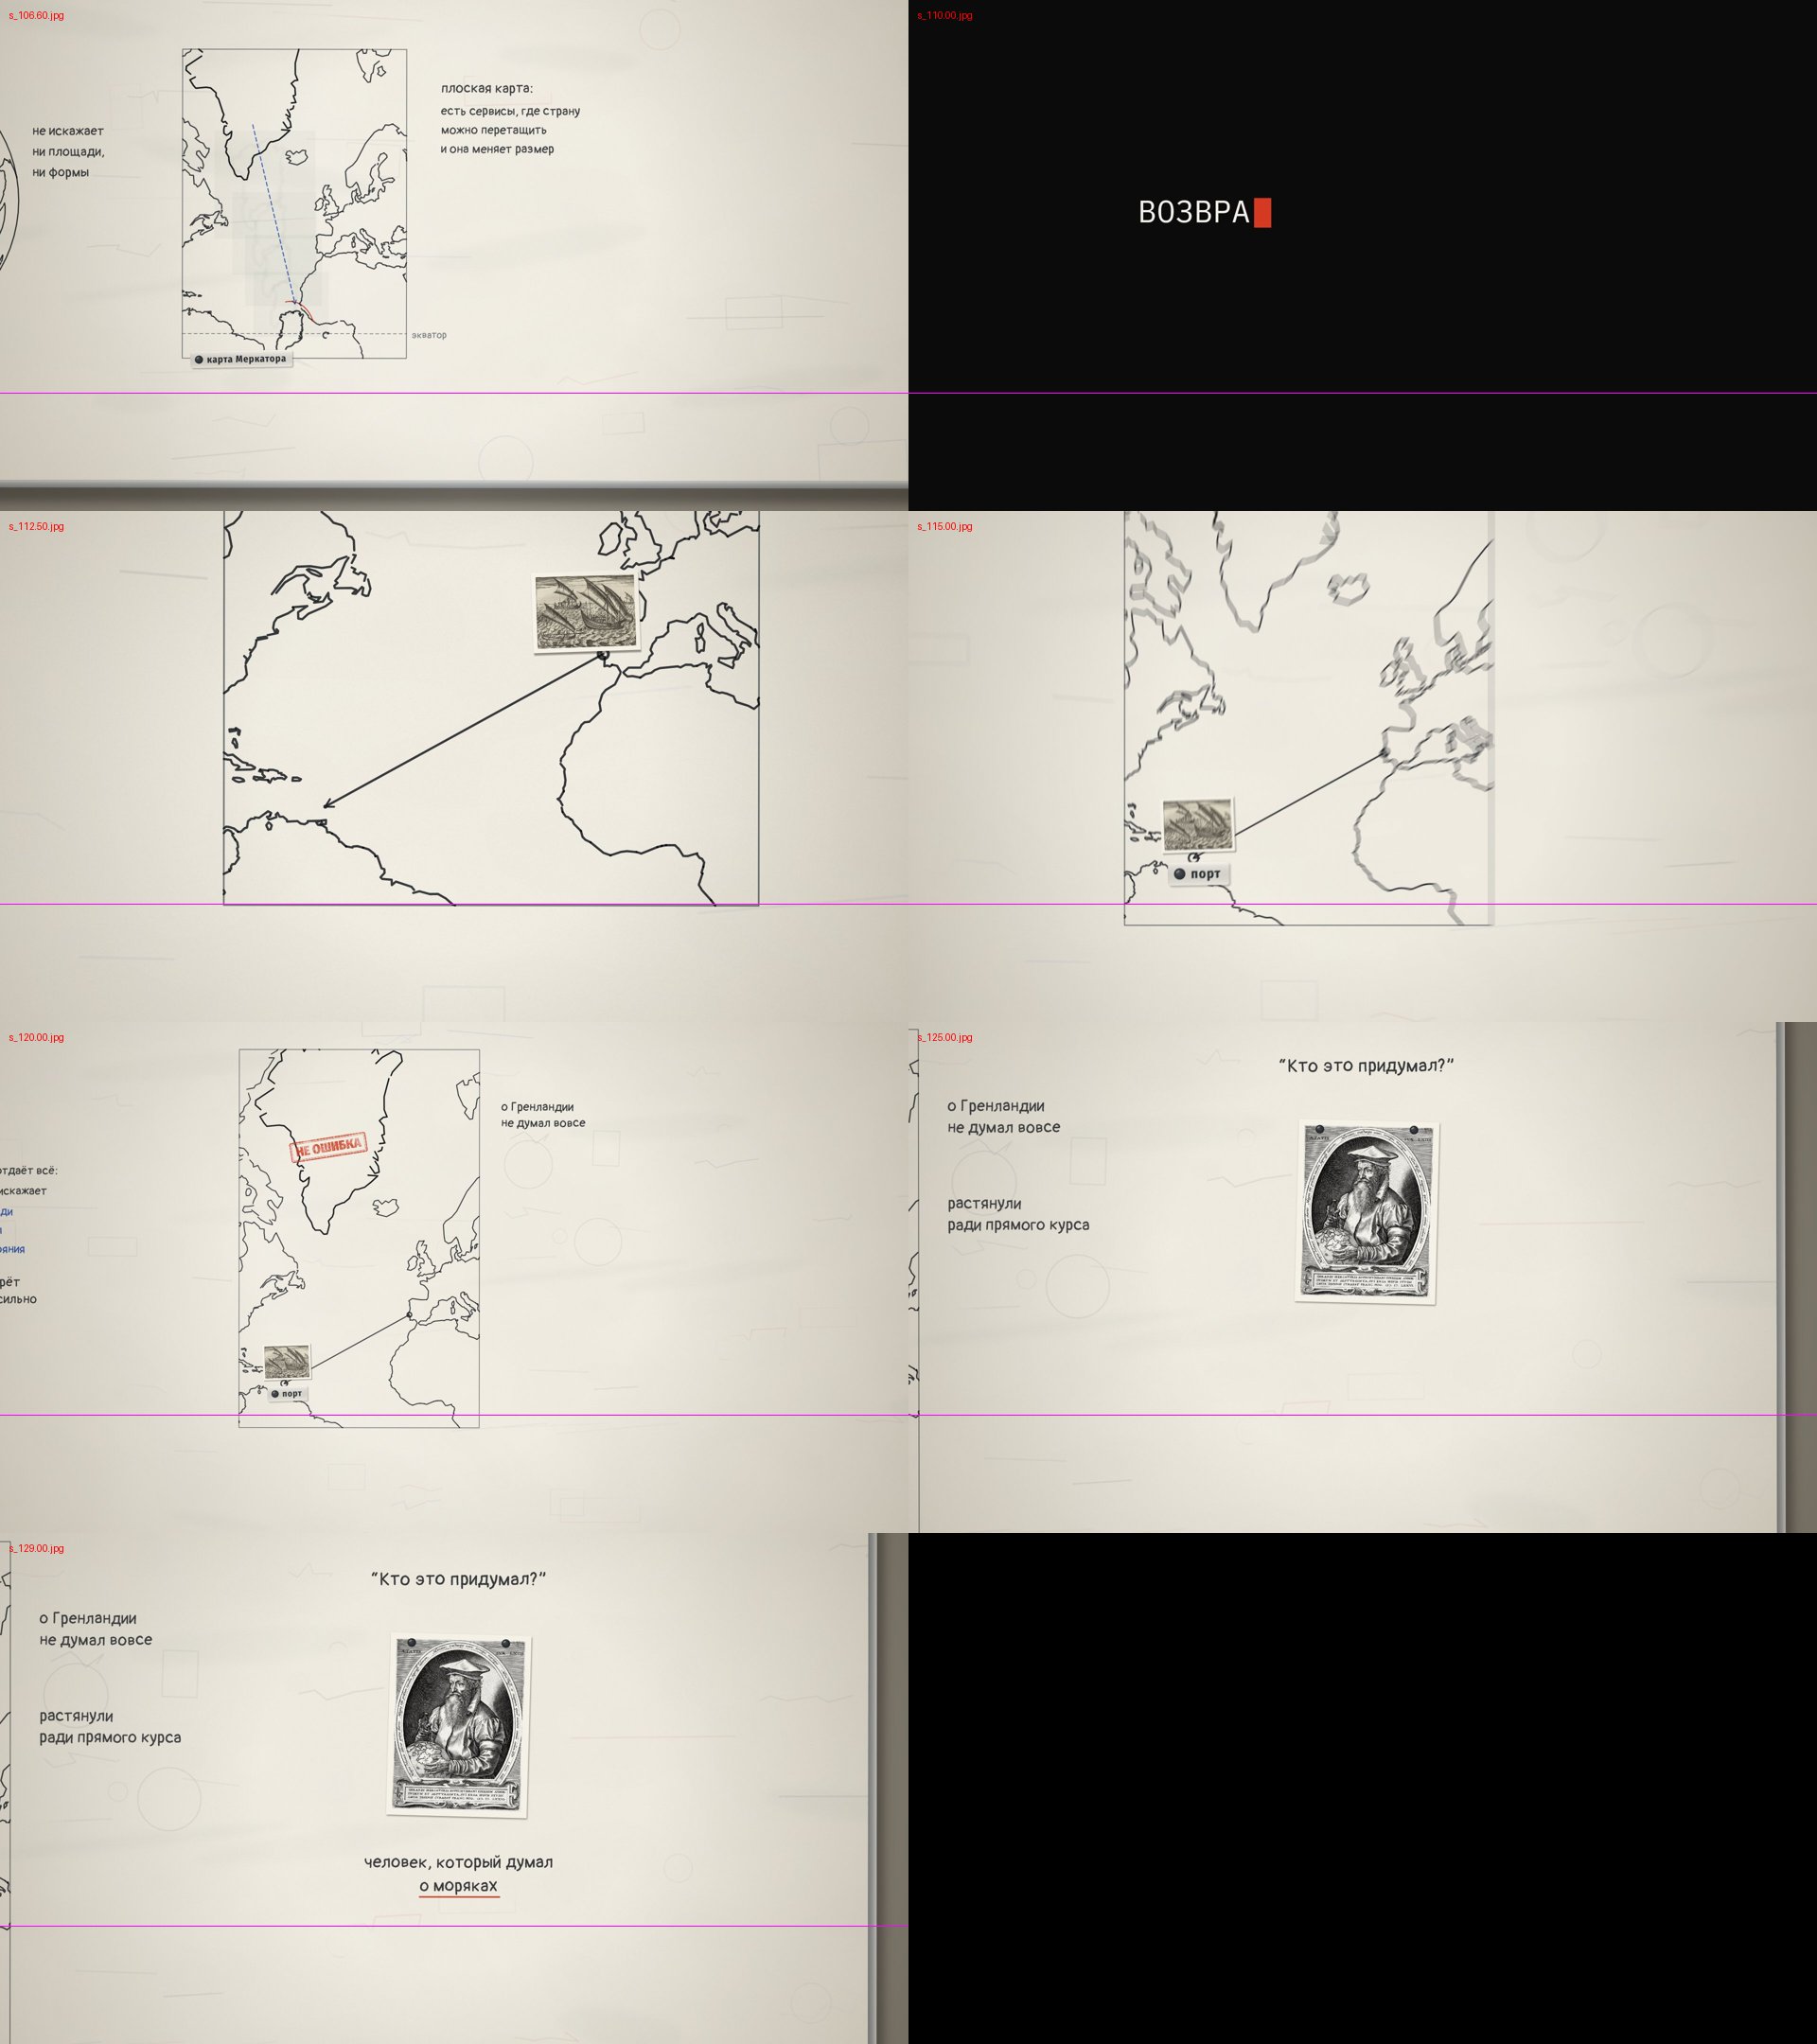 s_106.60.jpg
не искажает
ни площади,
ни формы
плоская карта:
есть сервисы, где страну
можно перетащить
и она меняет размер
экватор
карта Меркатора
s_110.00.jpg
ВОЗВРА
s_112.50.jpg
s_115.00.jpg
порт
s_120.00.jpg
о Гренландии
не думал вовсе
НЕ ОШИБКА
отдаёт всё:
искажает
ди
ояния
рёт
сильно
порт
s_125.00.jpg
“Кто это придумал?”
о Гренландии
не думал вовсе
растянули
ради прямого курса
s_129.00.jpg
“Кто это придумал?”
о Гренландии
не думал вовсе
растянули
ради прямого курса
человек, который думал
о моряках